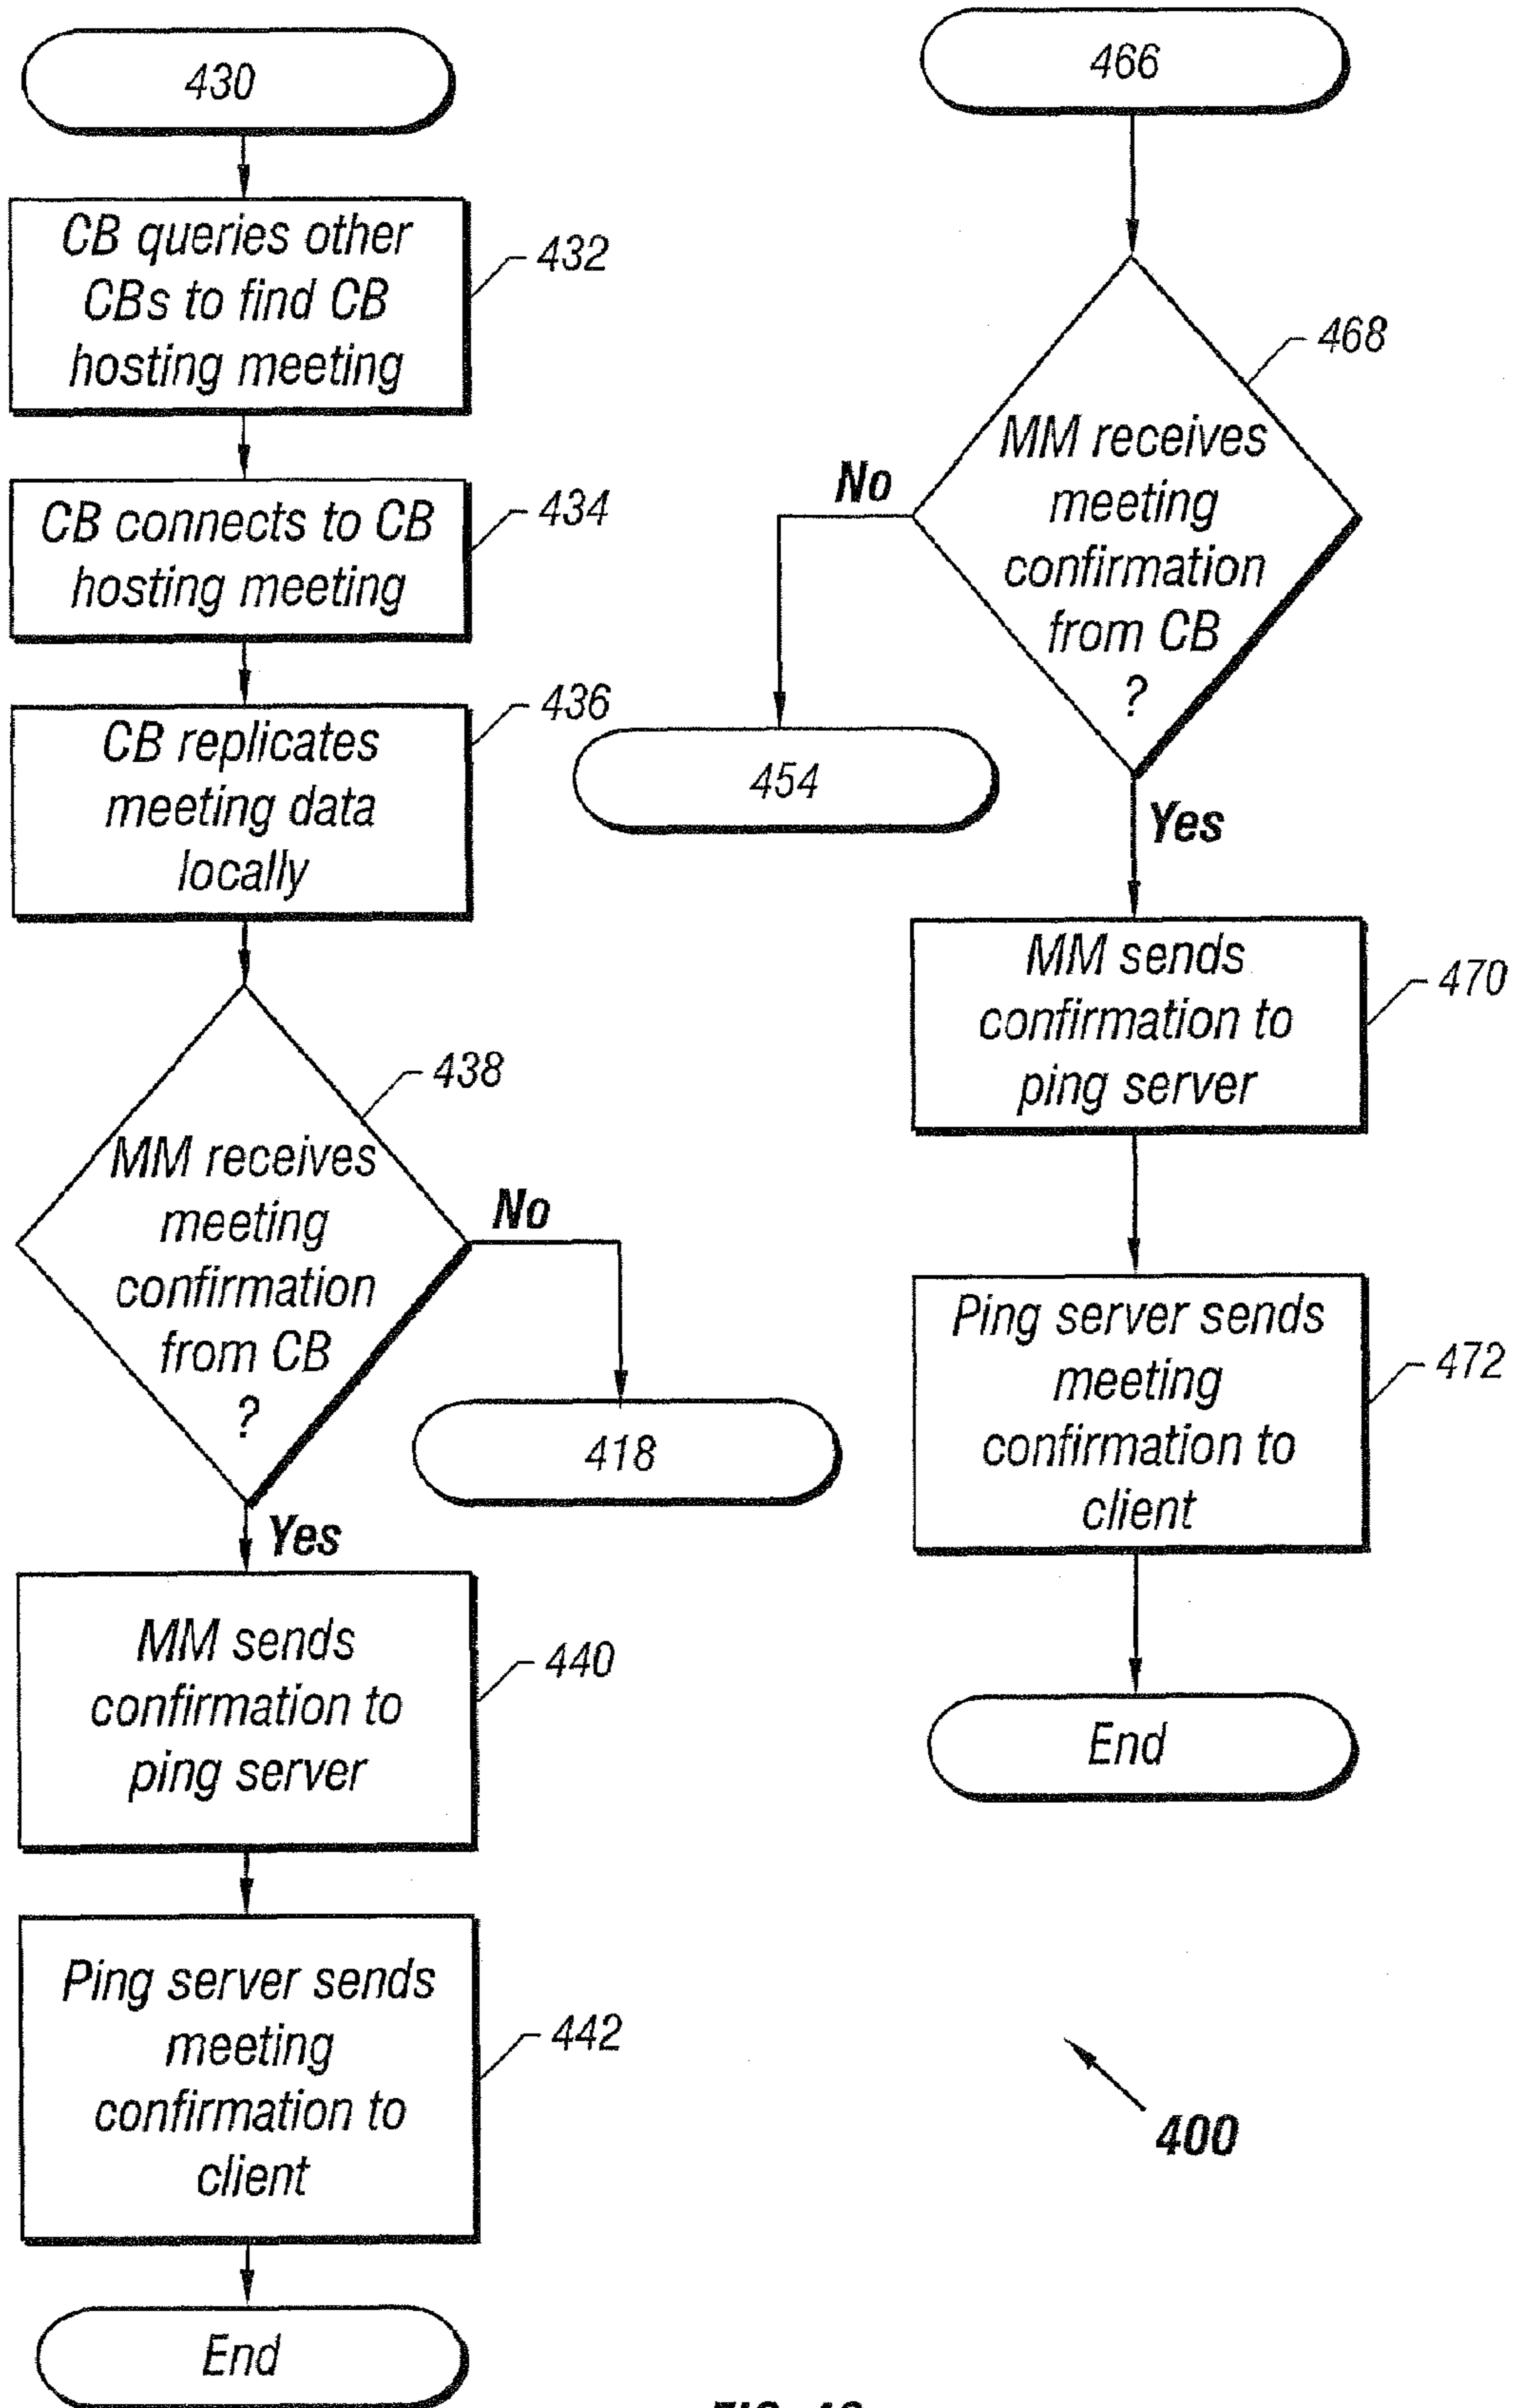 430
CB queries other
CBs to find CB
hosting meeting
432
CB connects to CB
hosting meeting
434
CB replicates
meeting data
locally
436
MM receives
meeting
confirmation
from CB
?
438
No
418
Yes
MM sends
confirmation to
ping server
440
Ping server sends
meeting
confirmation to
client
442
End
466
MM receives
meeting
confirmation
from CB
?
468
No
454
Yes
MM sends
confirmation to
ping server
470
Ping server sends
meeting
confirmation to
client
472
End
400